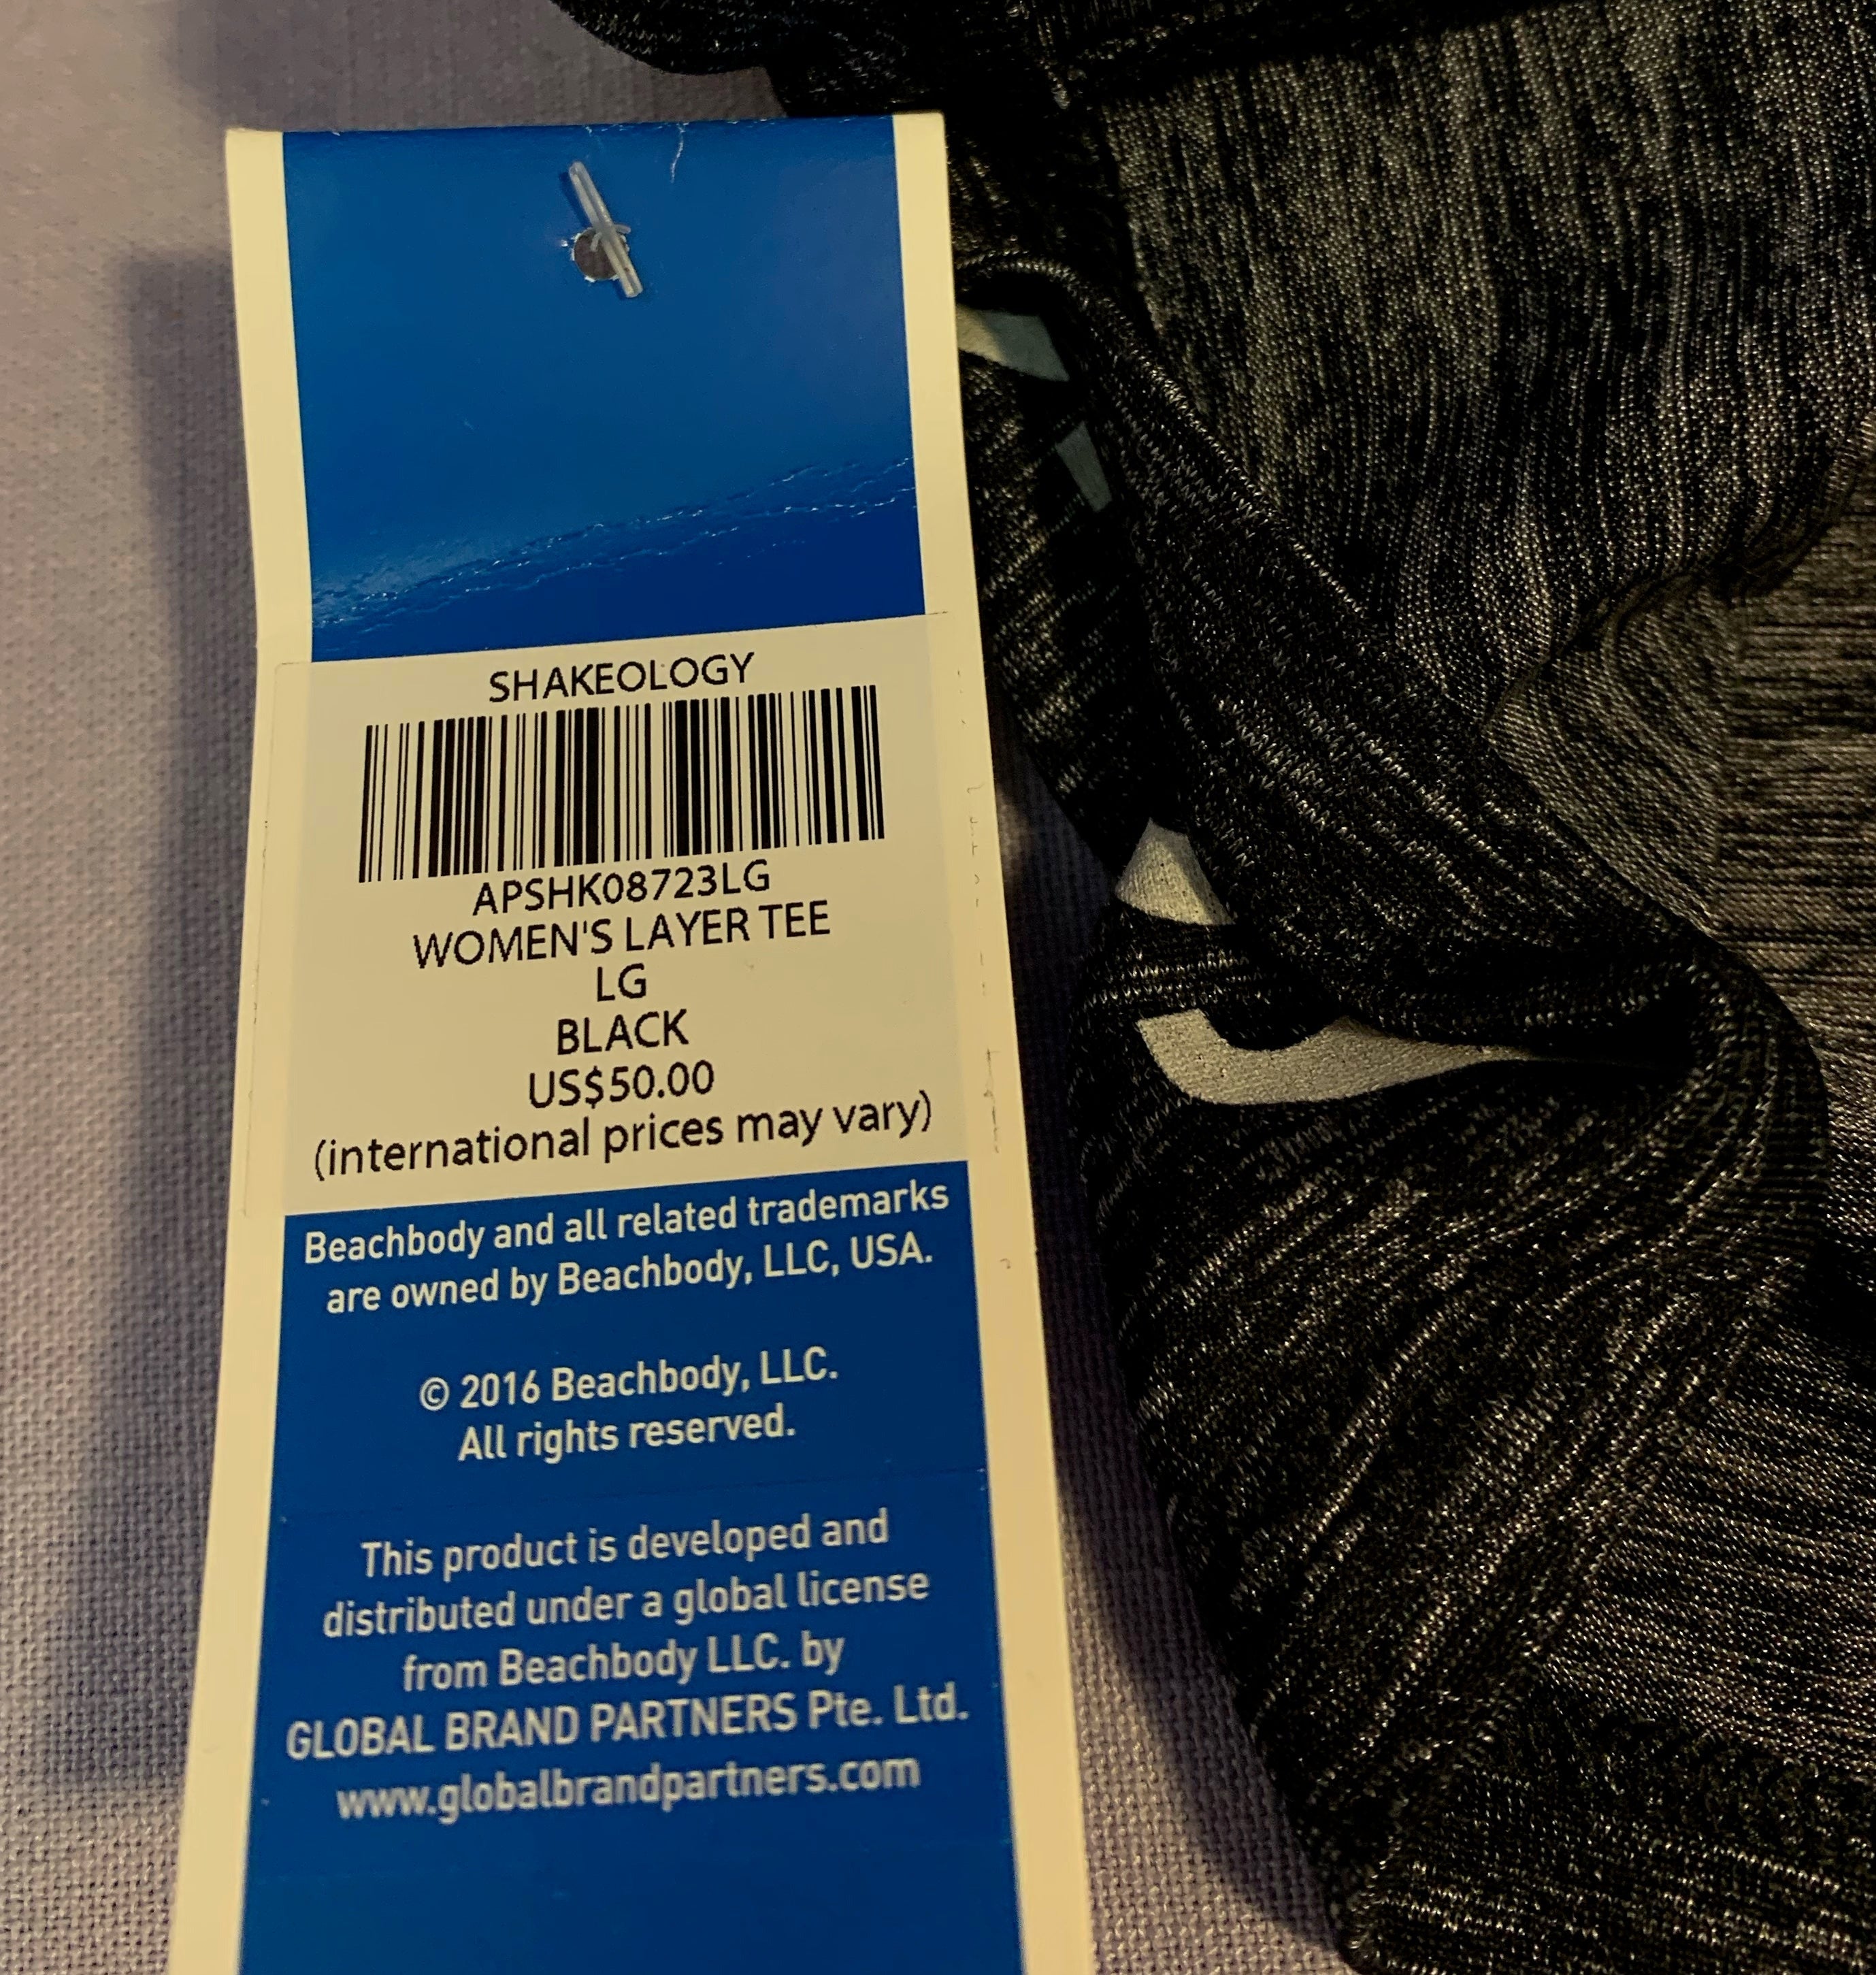 SHAKEOLOGY
APSHK08723LG
WOMEN'S LAYER TEE
LG
BLACK
US$50.00
(international prices may vary)
Beachbody and all related trademarks
are owned by Beachbody, LLC, USA.
© 2016 Beachbody, LLC.
All rights reserved.
This product is developed and
distributed under a global license
from Beachbody LLC. by
GLOBAL BRAND PARTNERS Pte. Ltd.
www.globalbrandpartners.com